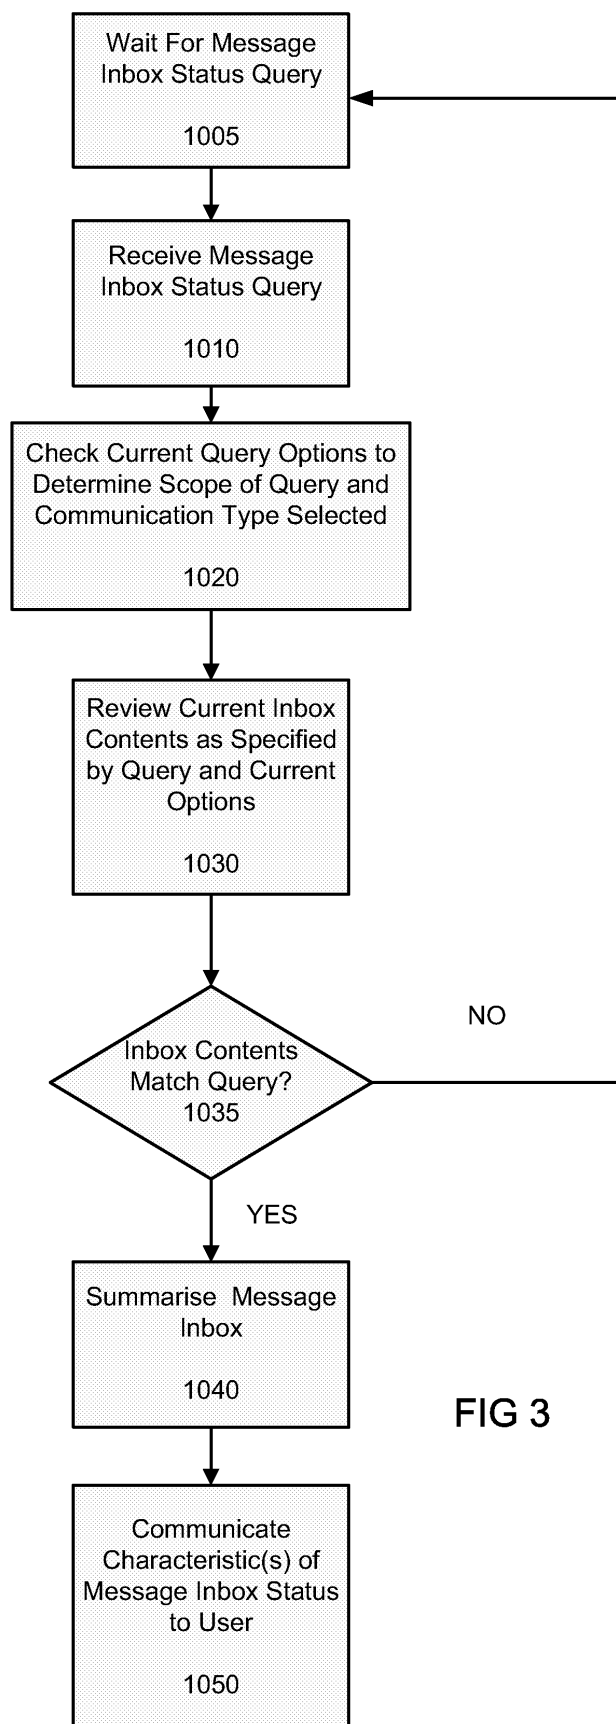 Wait For Message
Inbox Status Query
1005
Receive Message
Inbox Status Query
1010
Check Current Query Options to
Determine Scope of Query and
Communication Type Selected
1020
Review Current Inbox
Contents as Specified
by Query and Current
Options
1030
Inbox Contents
Match Query?
1035
NO
YES
Summarise Message
Inbox
1040
FIG 3
Communicate
Characteristic(s) of
Message Inbox Status
to User
1050